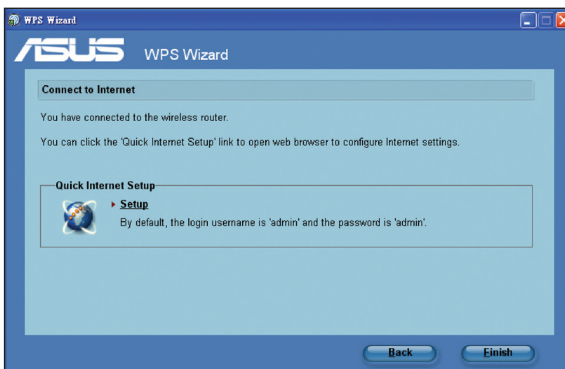 WPS Wizard
ASUS WPS Wizard
Connect to Internet
You have connected to the wireless router.
You can click the 'Quick Internet Setup' link to open web browser to configure Internet settings.
Quick Internet Setup
Setup
By default, the login username is 'admin' and the password is 'admin'.
Back Finish